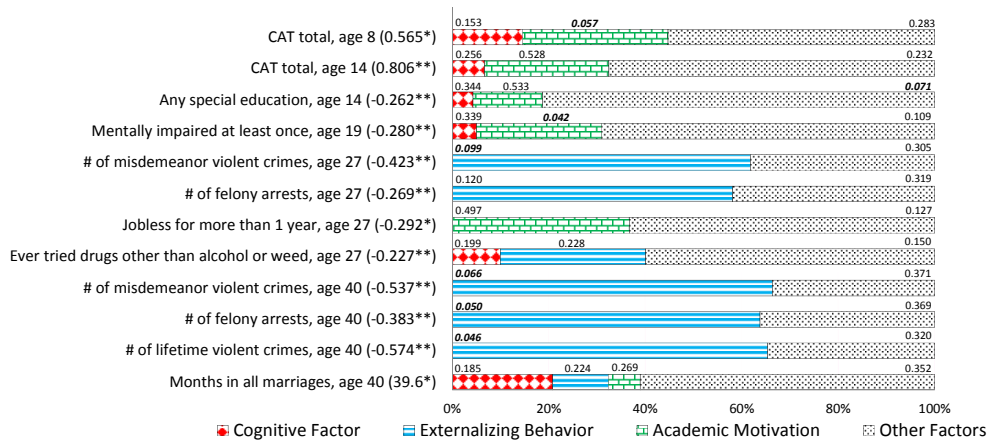 0.153 0.057 0.283
CAT total, age 8 (0.565*)
0.256 0.528 0.232
CAT total, age 14 (0.806**)
0.344 0.533 0.071
Any special education, age 14 (-0.262**)
0.339 0.042 0.109
Mentally impaired at least once, age 19 (-0.280**)
0.099 0.305
# of misdemeanor violent crimes, age 27 (-0.423**)
0.120 0.319
# of felony arrests, age 27 (-0.269**)
0.497 0.127
Jobless for more than 1 year, age 27 (-0.292*)
0.199 0.228 0.150
Ever tried drugs other than alcohol or weed, age 27 (-0.227**)
0.066 0.371
# of misdemeanor violent crimes, age 40 (-0.537**)
0.050 0.369
# of felony arrests, age 40 (-0.383**)
0.046 0.320
# of lifetime violent crimes, age 40 (-0.574**)
0.185 0.224 0.269 0.352
Months in all marriages, age 40 (39.6*)
0% 20% 40% 60% 80% 100%
Cognitive Factor Externalizing Behavior Academic Motivation Other Factors